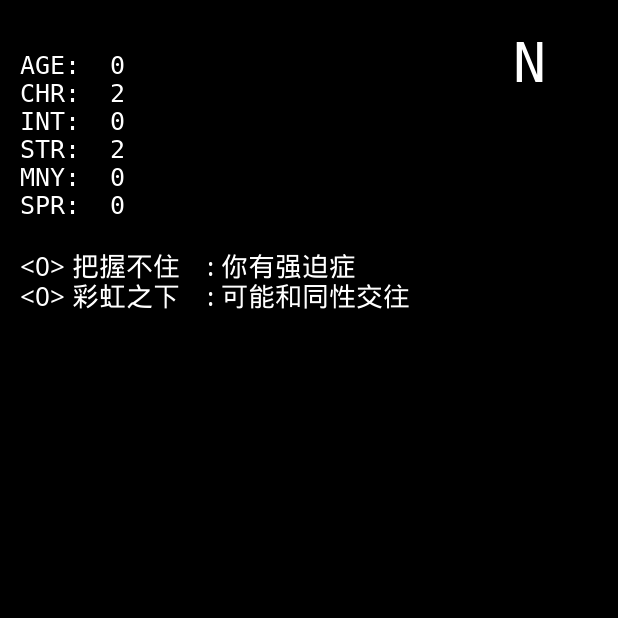 N
AGE: 0
CHR: 2
INT: 0
STR: 2
MNY: 0
SPR: 0
<O> 把握不住 : 你有强迫症
<O> 彩虹之下 : 可能和同性交往